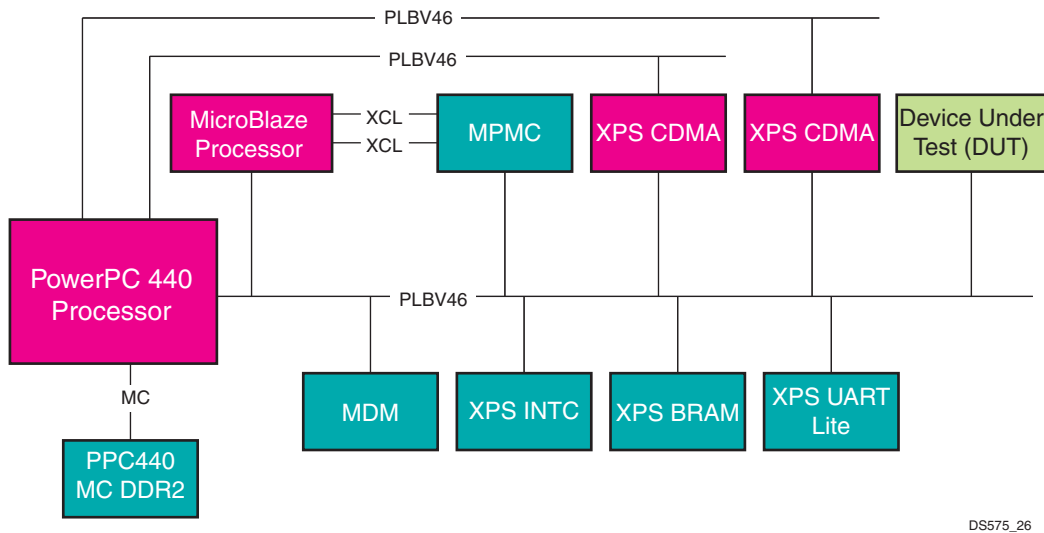 PLBV46
PLBV46
MicroBlaze
Processor
XCL
XCL
MPMC
XPS CDMA
XPS CDMA
Device Under
Test (DUT)
PowerPC 440
Processor
PLBV46
MC
MDM
XPS INTC
XPS BRAM
XPS UART
Lite
PPC440
MC DDR2
DS575_26